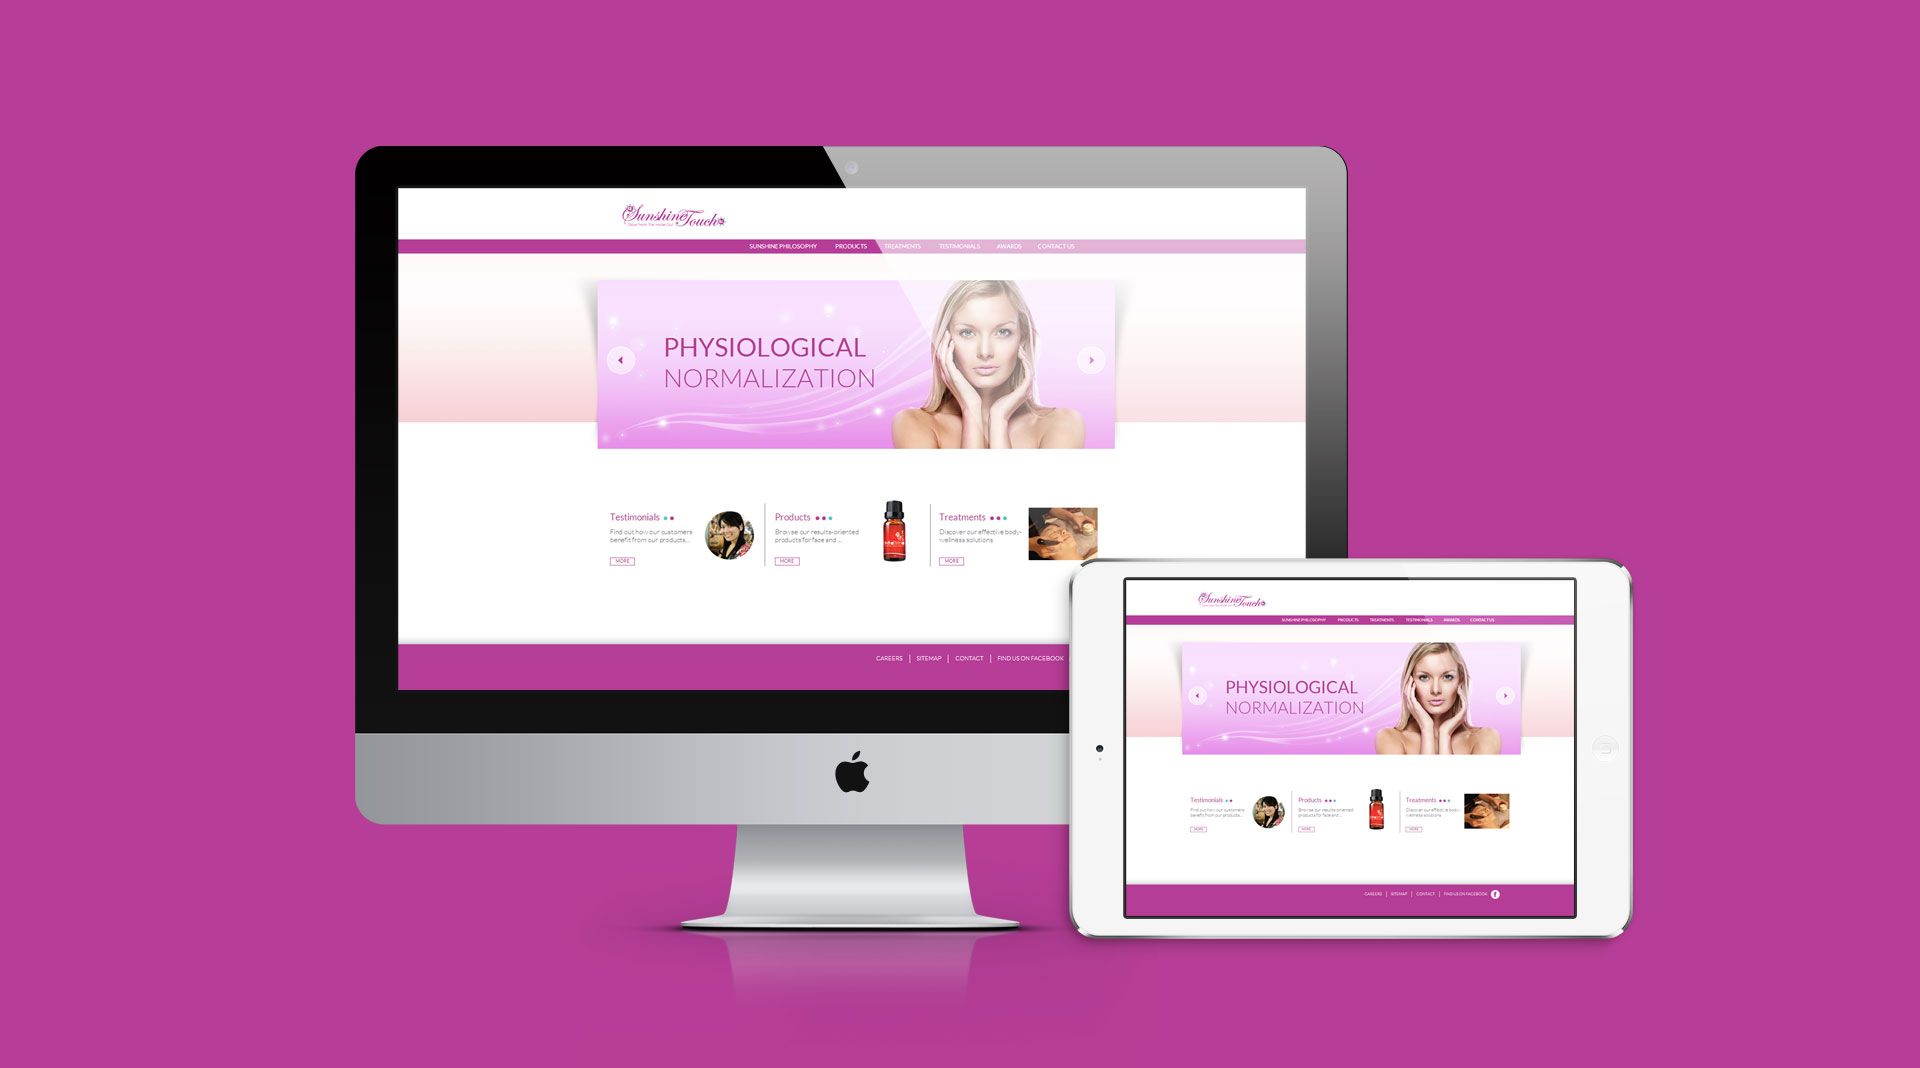 Sunshine Touch
Glow From The Inside Out
SUNSHINE PHILOSOPHY PRODUCTS TREATMENTS TESTIMONIALS AWARDS CONTACT US
PHYSIOLOGICAL
NORMALIZATION
Testimonials
Find out how our customers
benefit from our products...
MORE
Products
Browse our results-oriented
products for face and ...
MORE
Treatments
Discover our effective body-
wellness solutions
MORE
CAREERS | SITEMAP | CONTACT | FIND US ON FACEBOOK
Sunshine Touch
SUNSHINE PHILOSOPHY PRODUCTS TREATMENTS TESTIMONIALS AWARDS CONTACT US
PHYSIOLOGICAL
NORMALIZATION
Testimonials
Find out how our customers
benefit from our products...
MORE
Products
Browse our results-oriented
products for face and ...
MORE
Treatments
Discover our effective body-
wellness solutions
MORE
CAREERS | SITEMAP | CONTACT | FIND US ON FACEBOOK f